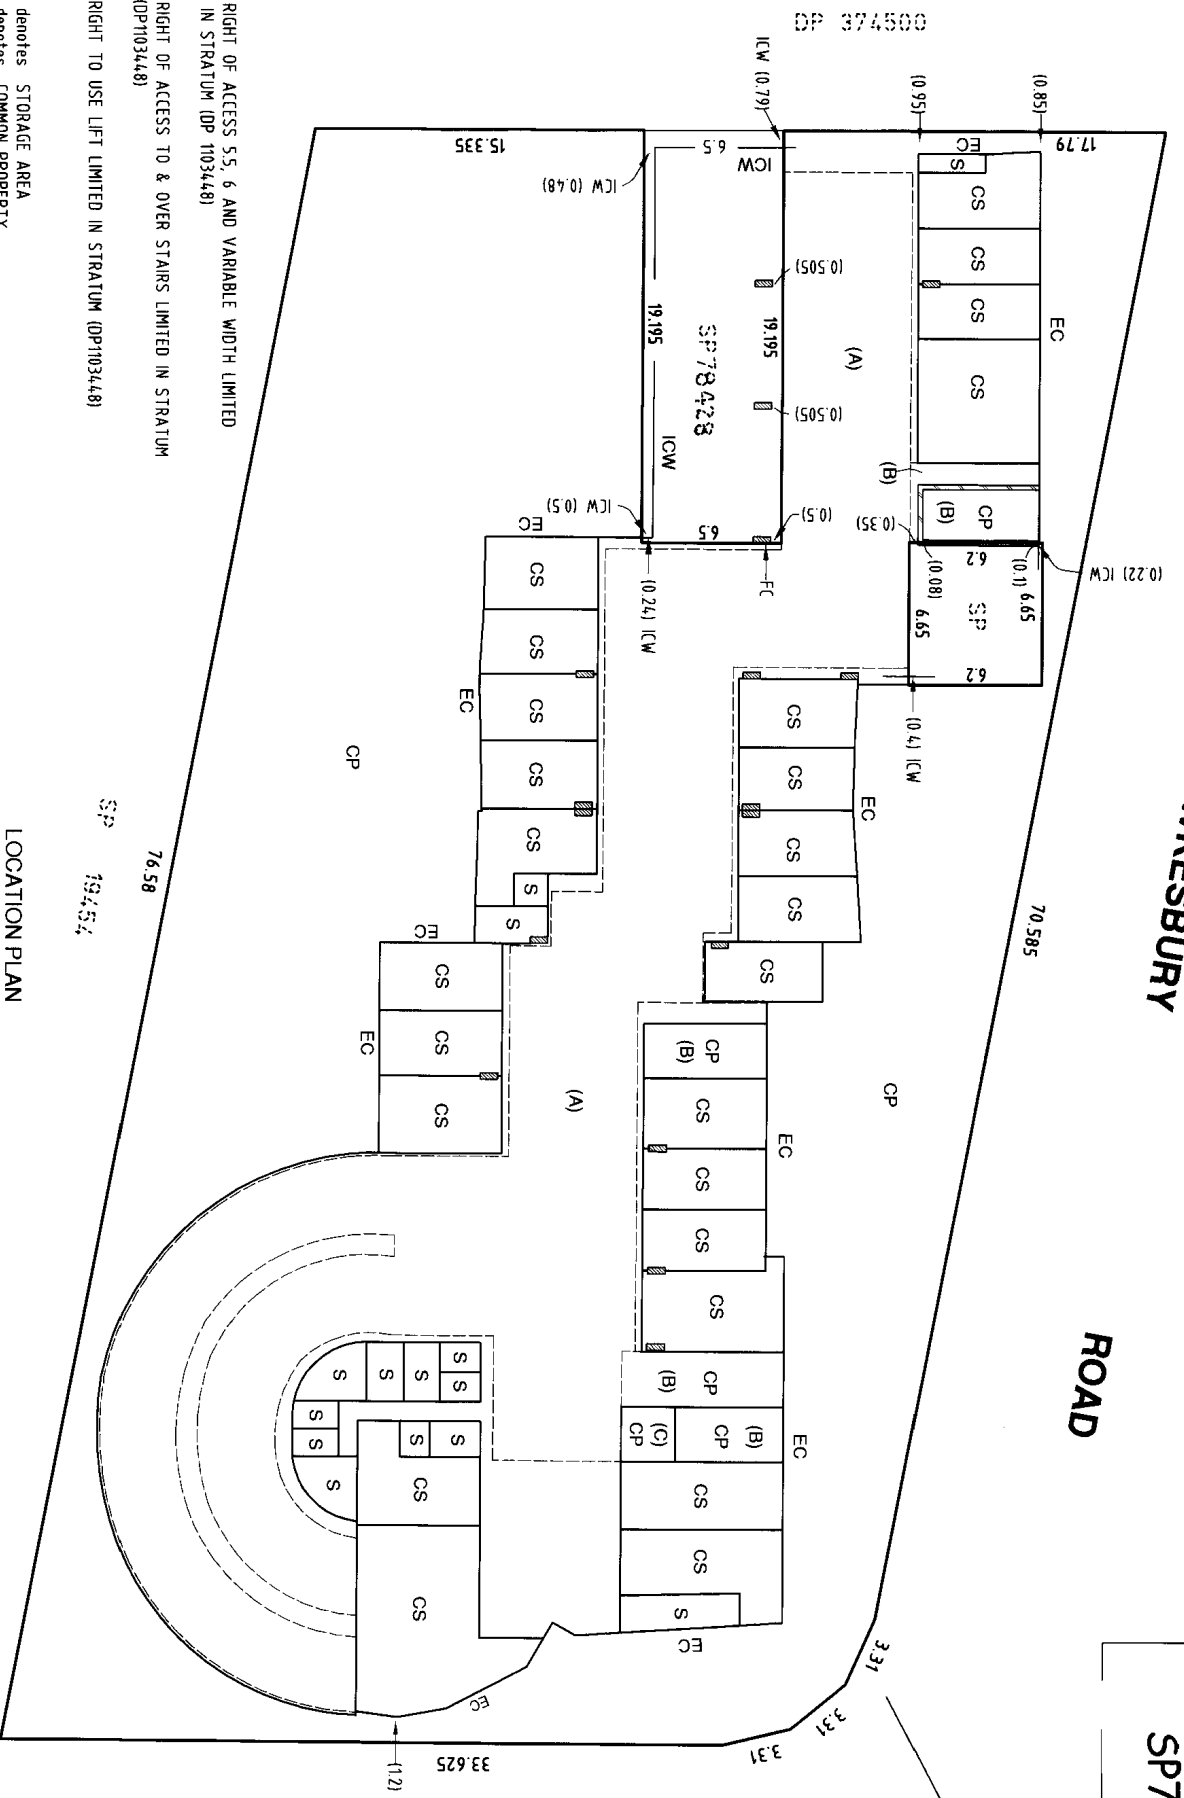 DP 374500
(0.85)
(0.95)
ICW (0.79)
17.79
EC
S
CS
CS
CS
CS
EC
(A)
(B)
CP
(B)
15.335
6.5
ICW
ICW (0.48)
(0.505)
19.195
19.195
SP78428
(0.505)
ICW
ICW (0.5)
(0.5)
6.5
FC
(0.24) ICW
(0.35)
(0.08)
6.2
(0.1)
6.65
(0.22) ICW
SP
6.65
6.2
(0.4) ICW
RIGHT OF ACCESS 5.5, 6 AND VARIABLE WIDTH LIMITED
IN STRATUM (DP 1103448)
RIGHT OF ACCESS TO & OVER STAIRS LIMITED IN STRATUM
(DP1103448)
RIGHT TO USE LIFT LIMITED IN STRATUM (DP1103448)
denotes STORAGE AREA
denotes COMMON PROPERTY
EC
CS
CS
CS
CS
CS
S
S
EC
CP
CS
CS
CS
CS
CS
EC
70.585
ROAD
76.58
SP 19454
LOCATION PLAN
EC
CS
CS
CS
EC
(A)
CP
CP
(B)
CS
CS
CS
CS
EC
CP
(B)
(B)
CP
(C)
CP
EC
CS
CS
S
EC
S
S
S
S
S
S
S
S
S
S
CS
CS
EC
(1.2)
33.625
3.31
3.31
3.31